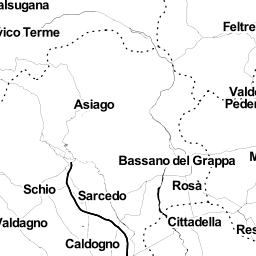 alsugana
vico Terme
Feltre
Asiago
Vald
Peder
Bassano del Grappa
M
Schio
Sarcedo
Rosà
Valdagno
Cittadella
Res
Caldogno